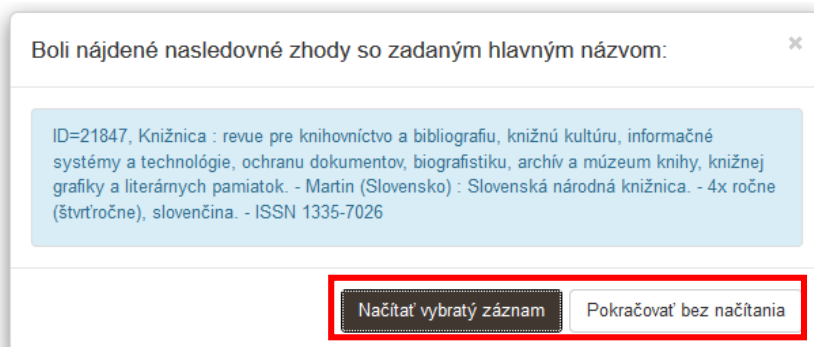 Boli nájdené nasledovné zhody so zadaným hlavným názvom:
×
ID=21847, Knižnica : revue pre knihovníctvo a bibliografiu, knižnú kultúru, informačné
systémy a technológie, ochranu dokumentov, biografistiku, archív a múzeum knihy, knižnej
grafiky a literárnych pamiatok. - Martin (Slovensko) : Slovenská národná knižnica. - 4x ročne
(štvrťročne), slovenčina. - ISSN 1335-7026
Načítať vybratý záznam
Pokračovať bez načítania